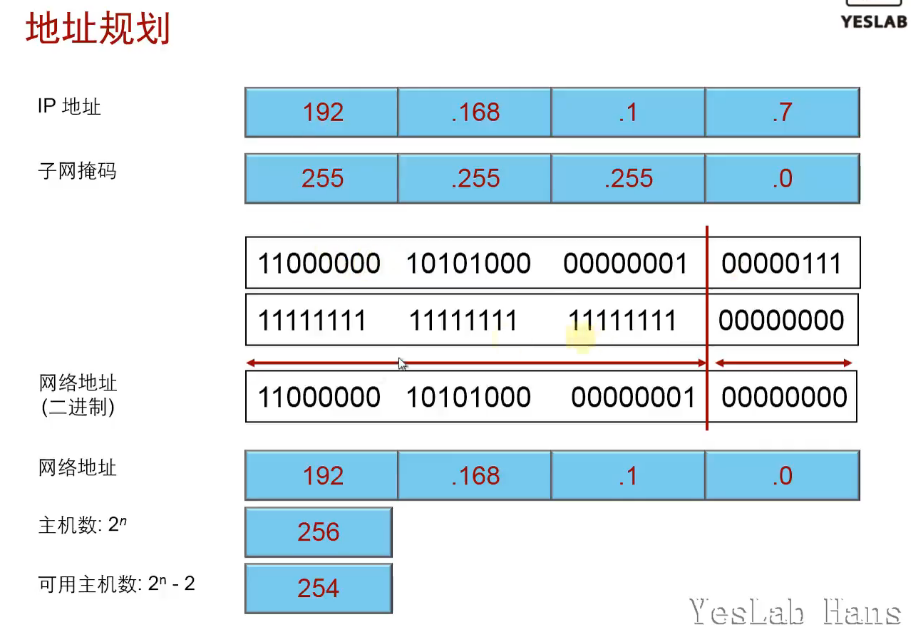 地址规划
YESLAB
IP 地址 192 .168 .1 .7
子网掩码 255 .255 .255 .0
11000000 10101000 00000001 00000111
11111111 11111111 11111111 00000000
网络地址
(二进制)
11000000 10101000 00000001 00000000
网络地址 192 .168 .1 .0
主机数: 2ⁿ 256
可用主机数: 2ⁿ - 2 254
YesLab Hans